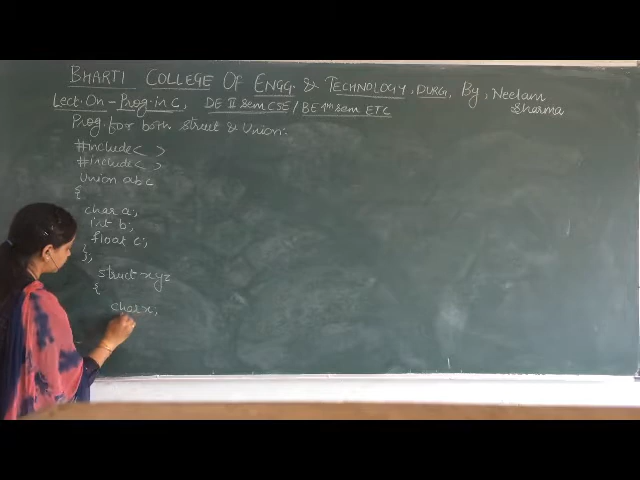 BHARTI COLLEGE OF ENGG. & TECHNOLOGY, DURG, By, Neelam Sharma
Lect. On - Prog. in C, DE II Sem CSE / BE 4th sem ETC
Prog. for both struct & Union:
#include< >
#include< >
Union abc
{
char a;
int b;
float c;
};
struct xyz
{
char x;